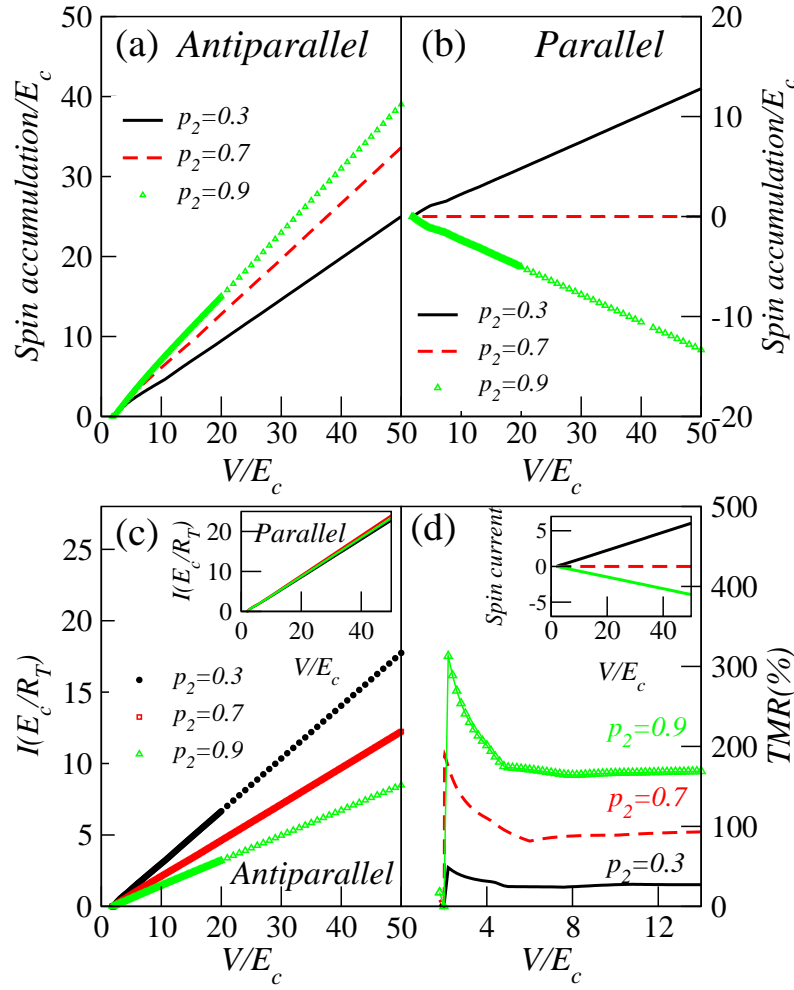 (a) Antiparallel
Spin accumulation/E_c
50
40
30
20
10
0
p_2=0.3
p_2=0.7
p_2=0.9
0 10 20 30 40 50
V/E_c
(b) Parallel
Spin accumulation/E_c
20
10
0
-10
-20
p_2=0.3
p_2=0.7
p_2=0.9
10 20 30 40 50
V/E_c
(c)
I(E_c/R_T)
25
20
15
10
5
0
Parallel
I(E_c/R_T)
20
10
0
0 20 40
V/E_c
p_2=0.3
p_2=0.7
p_2=0.9
Antiparallel
0 10 20 30 40 50
V/E_c
(d)
Spin current
5
0
-5
0 20 40
V/E_c
500
400
300
200
100
0
TMR(%)
p_2=0.9
p_2=0.7
p_2=0.3
4 8 12
V/E_c